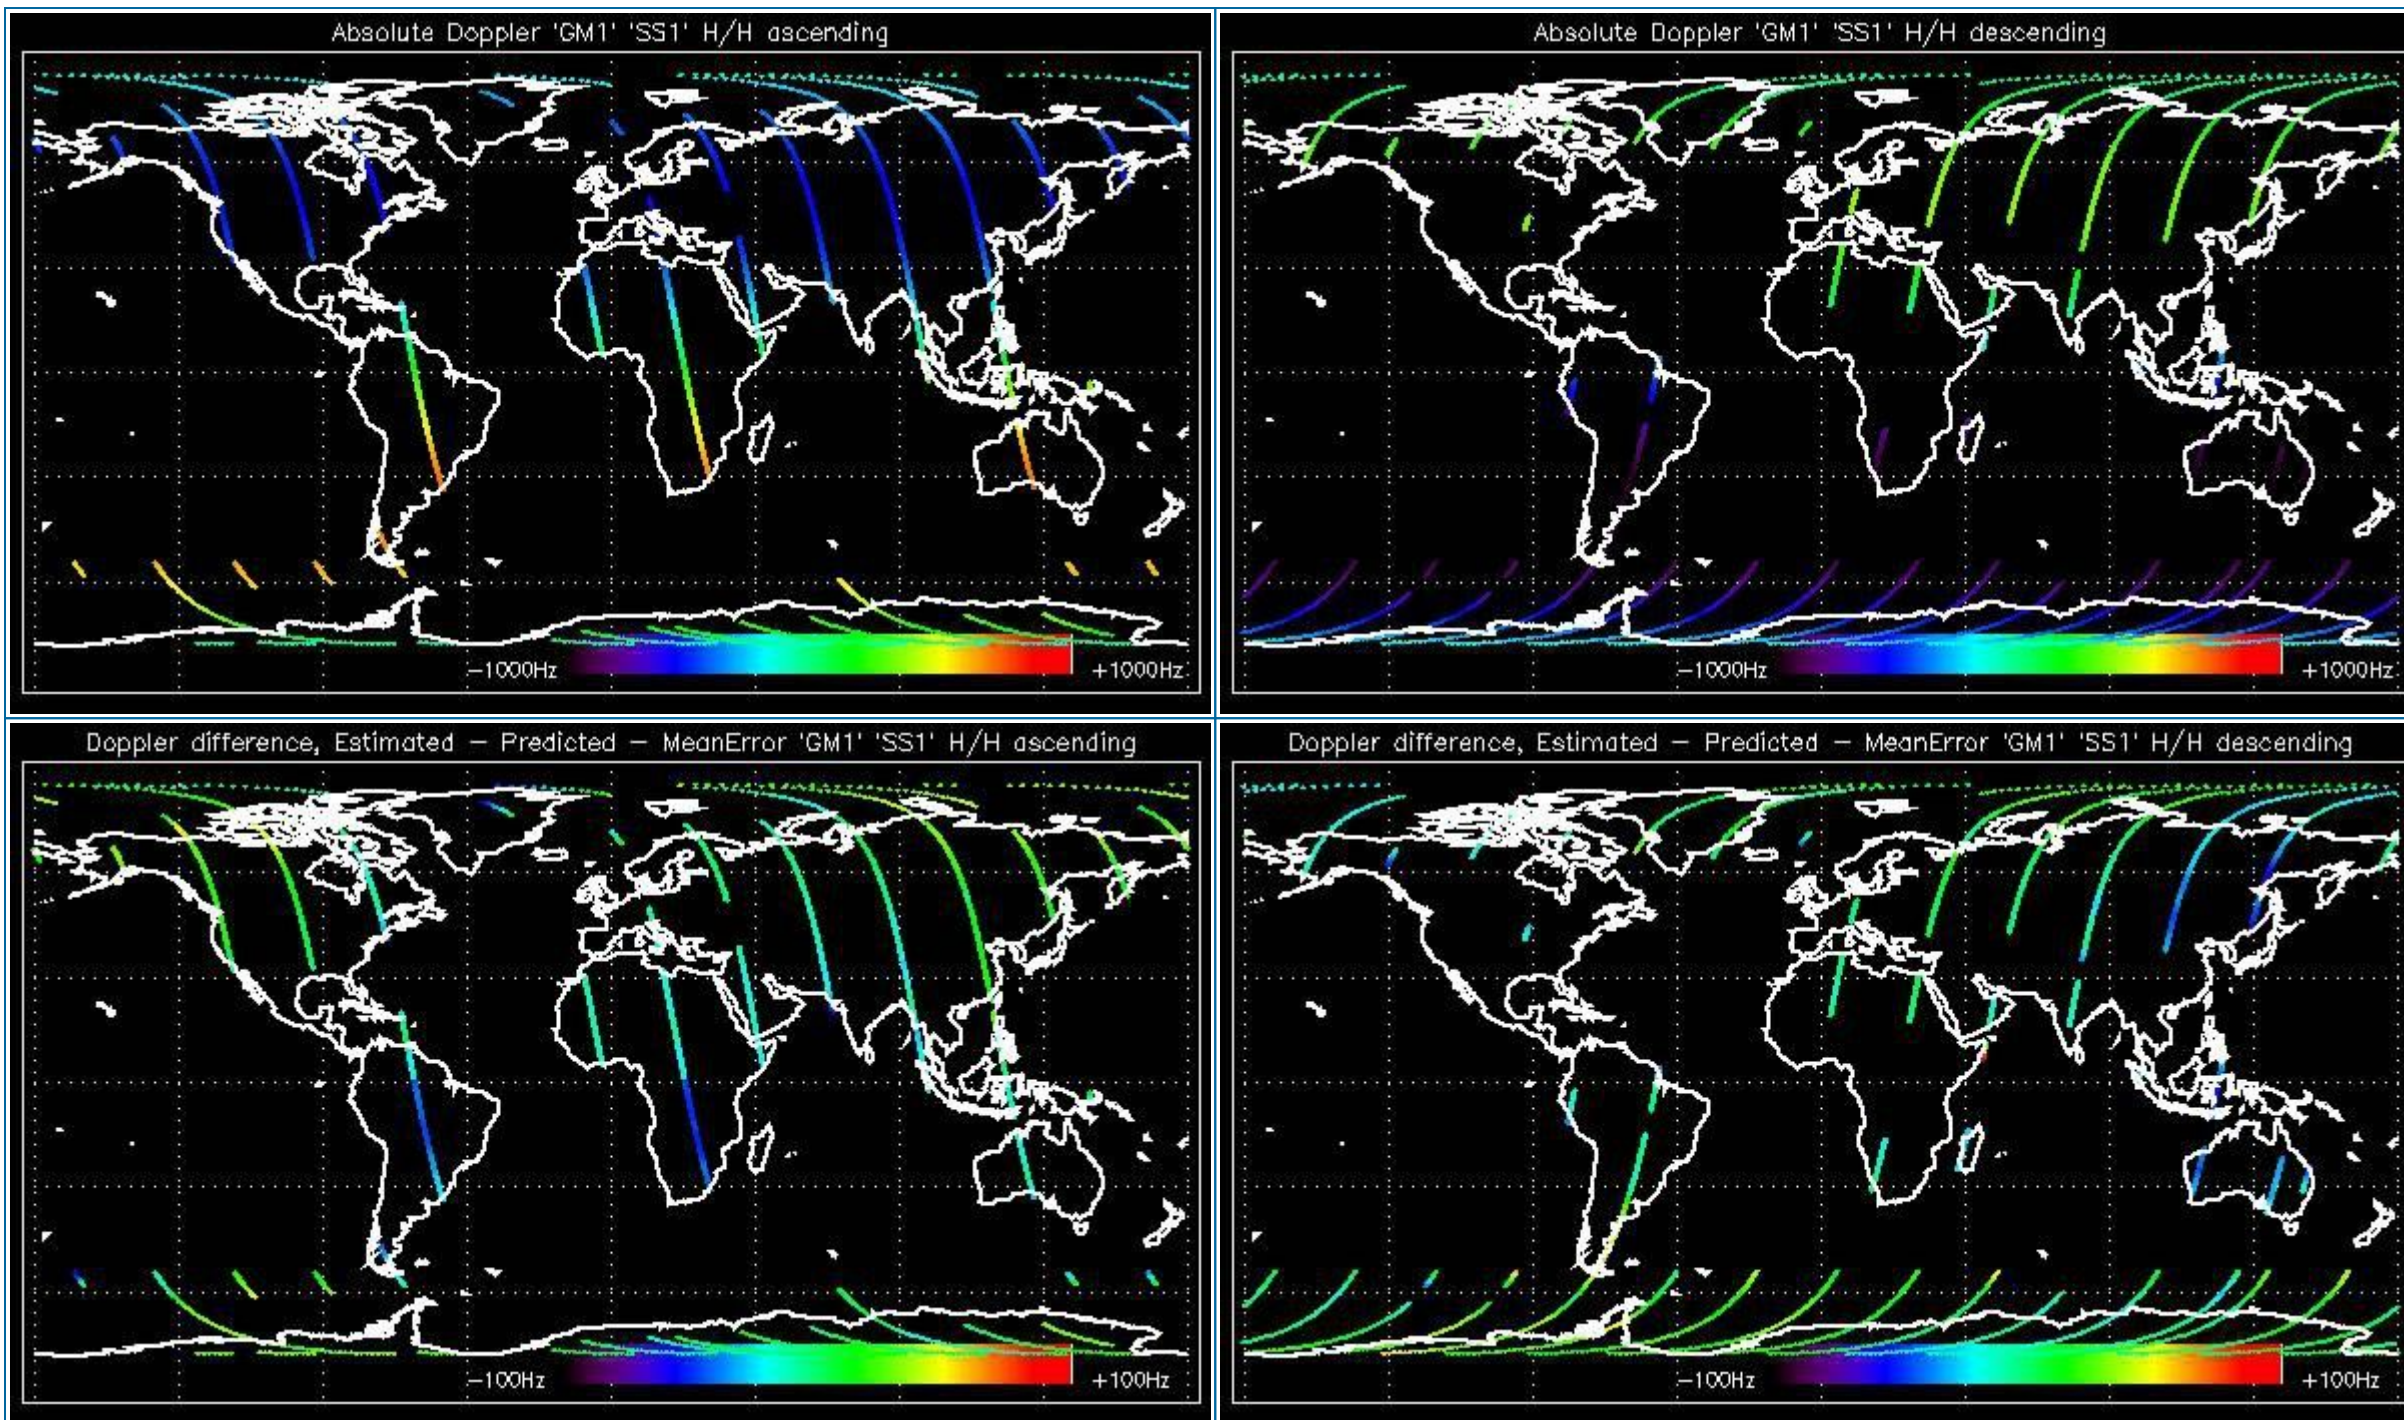 Absolute Doppler 'GM1' 'SS1' H/H ascending
-1000Hz
+1000Hz
Absolute Doppler 'GM1' 'SS1' H/H descending
-1000Hz
+1000Hz
Doppler difference, Estimated - Predicted - MeanError 'GM1' 'SS1' H/H ascending
-100Hz
+100Hz
Doppler difference, Estimated - Predicted - MeanError 'GM1' 'SS1' H/H descending
-100Hz
+100Hz